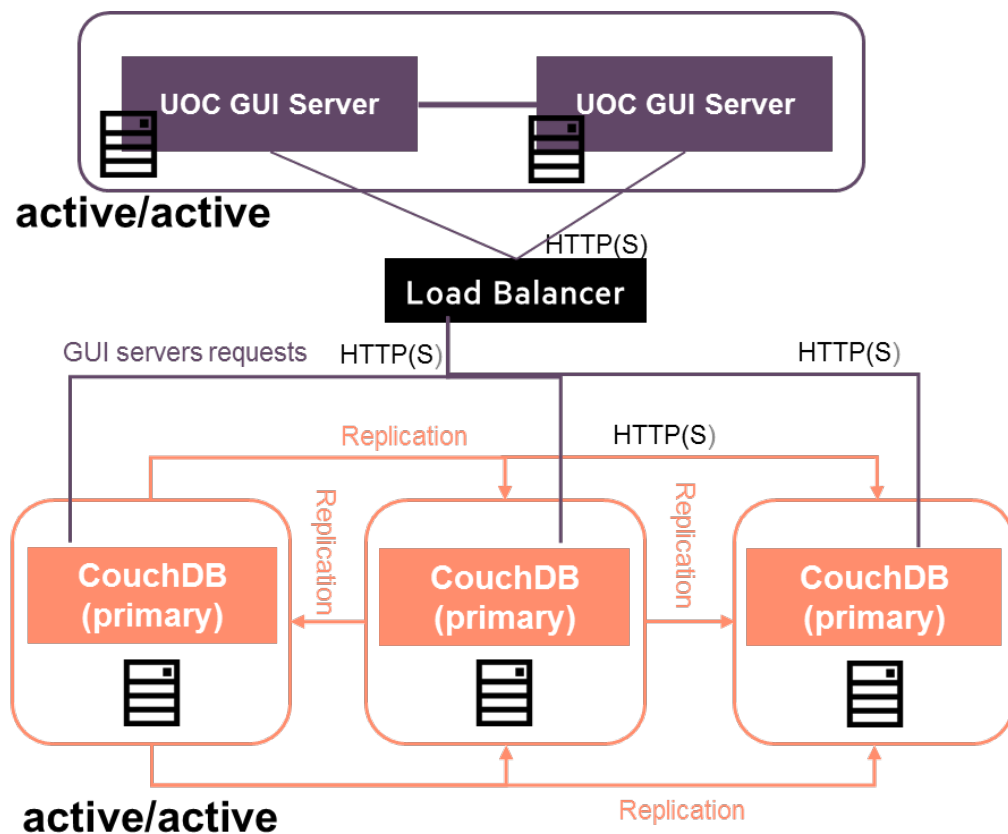 UOC GUI Server
UOC GUI Server
active/active
HTTP(S)
Load Balancer
GUI servers requests
HTTP(S)
HTTP(S)
Replication
HTTP(S)
Replication
Replication
CouchDB
(primary)
CouchDB
(primary)
CouchDB
(primary)
active/active
Replication